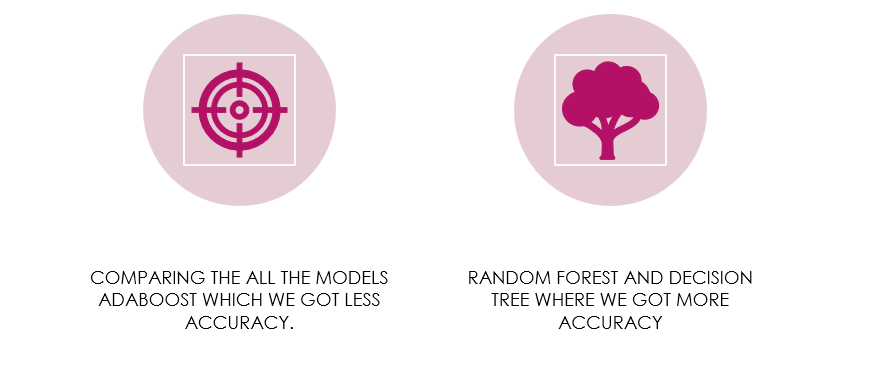 COMPARING THE ALL THE MODELS
ADABOOST WHICH WE GOT LESS
ACCURACY.
RANDOM FOREST AND DECISION
TREE WHERE WE GOT MORE
ACCURACY